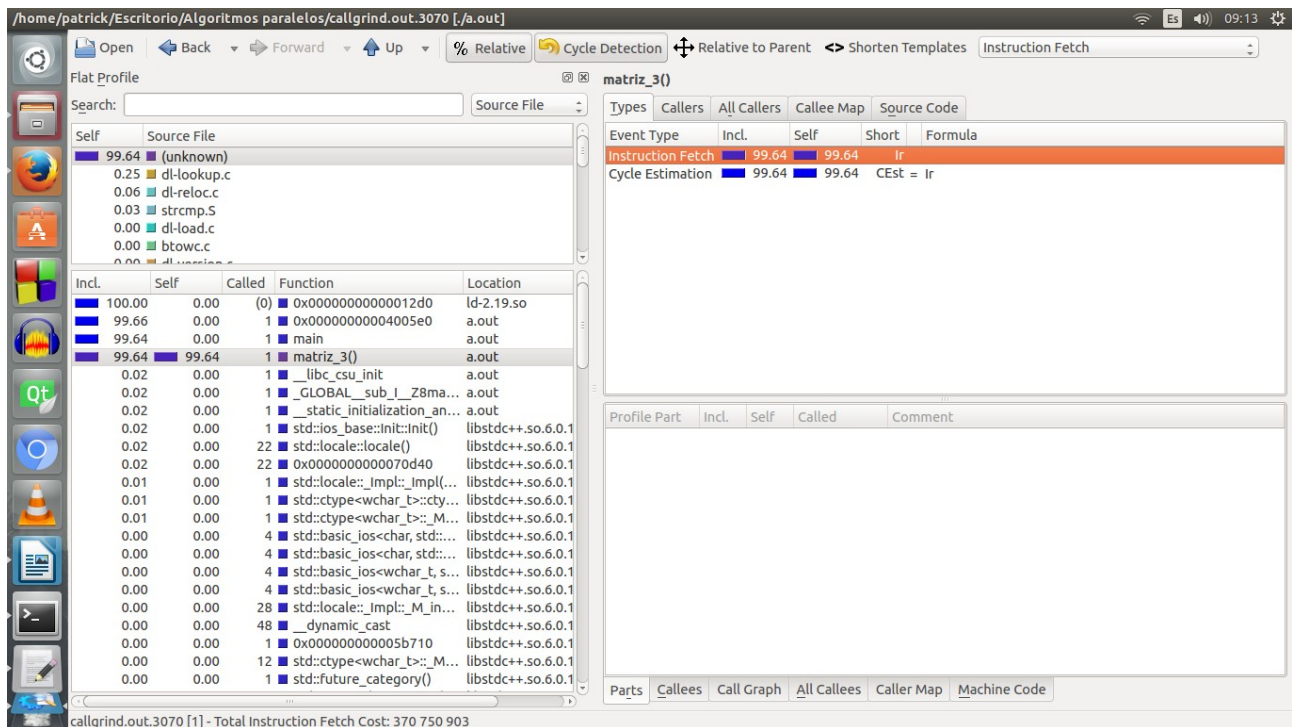 /home/patrick/Escritorio/Algoritmos paralelos/callgrind.out.3070 [./a.out] Es 09:13
Open Back Forward Up % Relative Cycle Detection Relative to Parent <> Shorten Templates Instruction Fetch
Flat Profile
Search: Source File
Self Source File
99.64 (unknown)
0.25 dl-lookup.c
0.06 dl-reloc.c
0.03 strcmp.S
0.00 dl-load.c
0.00 btowc.c
0.00 dl-version.c
Incl. Self Called Function Location
100.00 0.00 (0) 0x00000000000012d0 ld-2.19.so
99.66 0.00 1 0x00000000004005e0 a.out
99.64 0.00 1 main a.out
99.64 99.64 1 matriz_3() a.out
0.02 0.00 1 __libc_csu_init a.out
0.02 0.00 1 _GLOBAL__sub_I__Z8ma... a.out
0.02 0.00 1 __static_initialization_an... a.out
0.02 0.00 1 std::ios_base::Init::Init() libstdc++.so.6.0.1
0.02 0.00 22 std::locale::locale() libstdc++.so.6.0.1
0.02 0.00 22 0x0000000000070d40 libstdc++.so.6.0.1
0.01 0.00 1 std::locale::_Impl::_Impl(... libstdc++.so.6.0.1
0.01 0.00 1 std::ctype<wchar_t>::cty... libstdc++.so.6.0.1
0.01 0.00 1 std::ctype<wchar_t>::_M... libstdc++.so.6.0.1
0.00 0.00 4 std::basic_ios<char, std::... libstdc++.so.6.0.1
0.00 0.00 4 std::basic_ios<char, std::... libstdc++.so.6.0.1
0.00 0.00 4 std::basic_ios<wchar_t, s... libstdc++.so.6.0.1
0.00 0.00 4 std::basic_ios<wchar_t, s... libstdc++.so.6.0.1
0.00 0.00 28 std::locale::_Impl::_M_in... libstdc++.so.6.0.1
0.00 0.00 48 __dynamic_cast libstdc++.so.6.0.1
0.00 0.00 1 0x000000000005b710 libstdc++.so.6.0.1
0.00 0.00 12 std::ctype<wchar_t>::_M... libstdc++.so.6.0.1
0.00 0.00 1 std::future_category() libstdc++.so.6.0.1
matriz_3()
Types Callers All Callers Callee Map Source Code
Event Type Incl. Self Short Formula
Instruction Fetch 99.64 99.64 Ir
Cycle Estimation 99.64 99.64 CEst = Ir
Profile Part Incl. Self Called Comment
Parts Callees Call Graph All Callees Caller Map Machine Code
callgrind.out.3070 [1] - Total Instruction Fetch Cost: 370 750 903